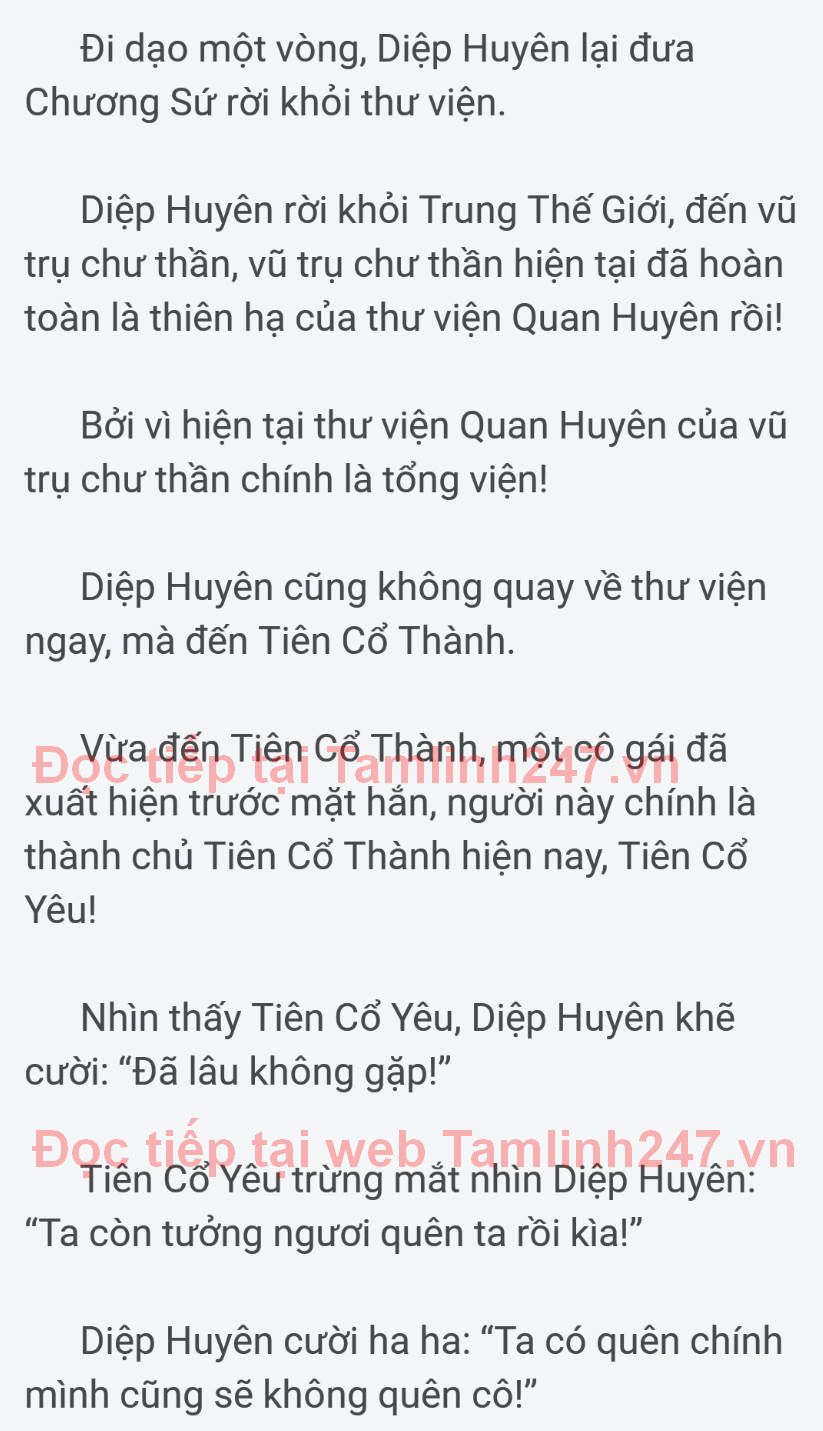 Đi dạo một vòng, Diệp Huyên lại đưa
Chương Sứ rời khỏi thư viện.
Diệp Huyên rời khỏi Trung Thế Giới, đến vũ
trụ chư thần, vũ trụ chư thần hiện tại đã hoàn
toàn là thiên hạ của thư viện Quan Huyên rồi!
Bởi vì hiện tại thư viện Quan Huyên của vũ
trụ chư thần chính là tổng viện!
Diệp Huyên cũng không quay về thư viện
ngay, mà đến Tiên Cổ Thành.
Vừa đến Tiên Cổ Thành, một cô gái đã
Đọc tiếp tại Tamlinh247.vn
xuất hiện trước mặt hắn, người này chính là
thành chủ Tiên Cổ Thành hiện nay, Tiên Cổ
Yêu!
Nhìn thấy Tiên Cổ Yêu, Diệp Huyên khẽ
cười: “Đã lâu không gặp!”
Đọc tiếp tại web Tamlinh247.vn
Tiên Cổ Yêu trừng mắt nhìn Diệp Huyên:
“Ta còn tưởng ngươi quên ta rồi kìa!”
Diệp Huyên cười ha ha: “Ta có quên chính
mình cũng sẽ không quên cô!”